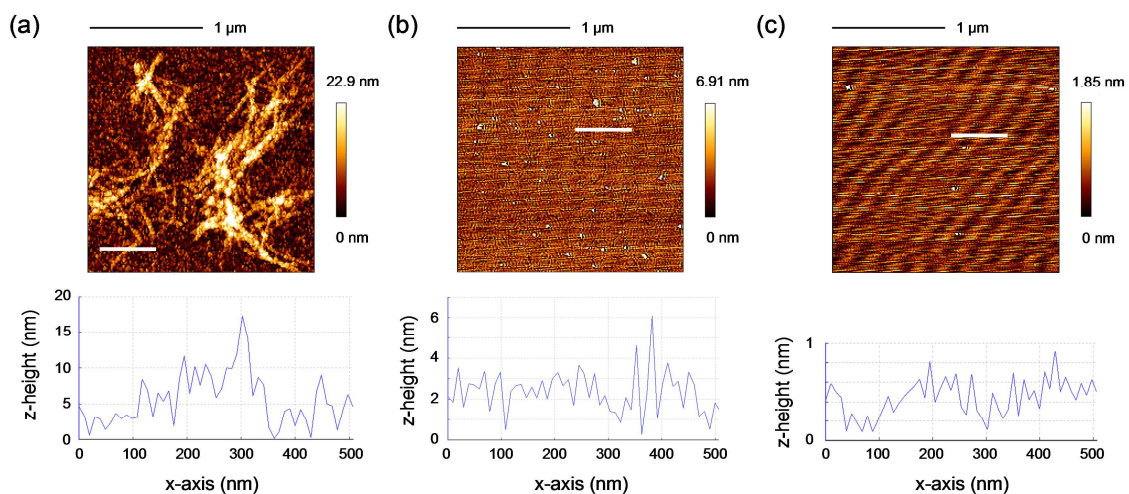 (a) 1 µm
22.9 nm
0 nm
20
15
10
5
0
z-height (nm)
0 100 200 300 400 500
x-axis (nm)
(b) 1 µm
6.91 nm
0 nm
6
4
2
0
z-height (nm)
0 100 200 300 400 500
x-axis (nm)
(c) 1 µm
1.85 nm
0 nm
1
0
z-height (nm)
0 100 200 300 400 500
x-axis (nm)